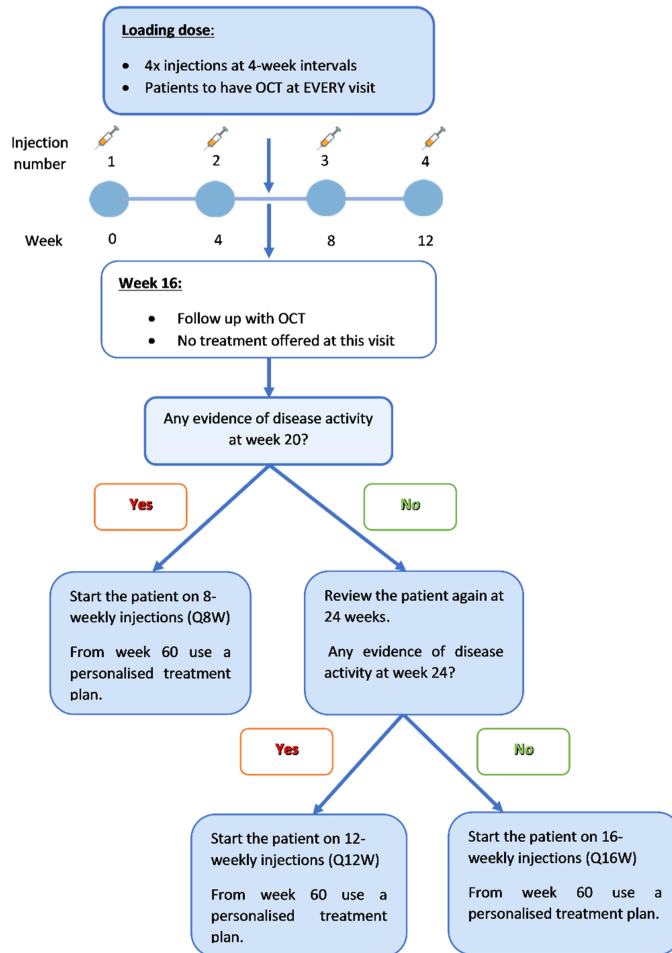 Loading dose:
• 4x injections at 4-week intervals
• Patients to have OCT at EVERY visit
Injection
number
1 2 3 4
Week 0 4 8 12
Week 16:
• Follow up with OCT
• No treatment offered at this visit
Any evidence of disease activity
at week 20?
Yes
No
Start the patient on 8-
weekly injections (Q8W)
From week 60 use a
personalised treatment
plan.
Review the patient again at
24 weeks.
Any evidence of disease
activity at week 24?
Yes
No
Start the patient on 12-
weekly injections (Q12W)
From week 60 use a
personalised treatment
plan.
Start the patient on 16-
weekly injections (Q16W)
From week 60 use a
personalised treatment plan.